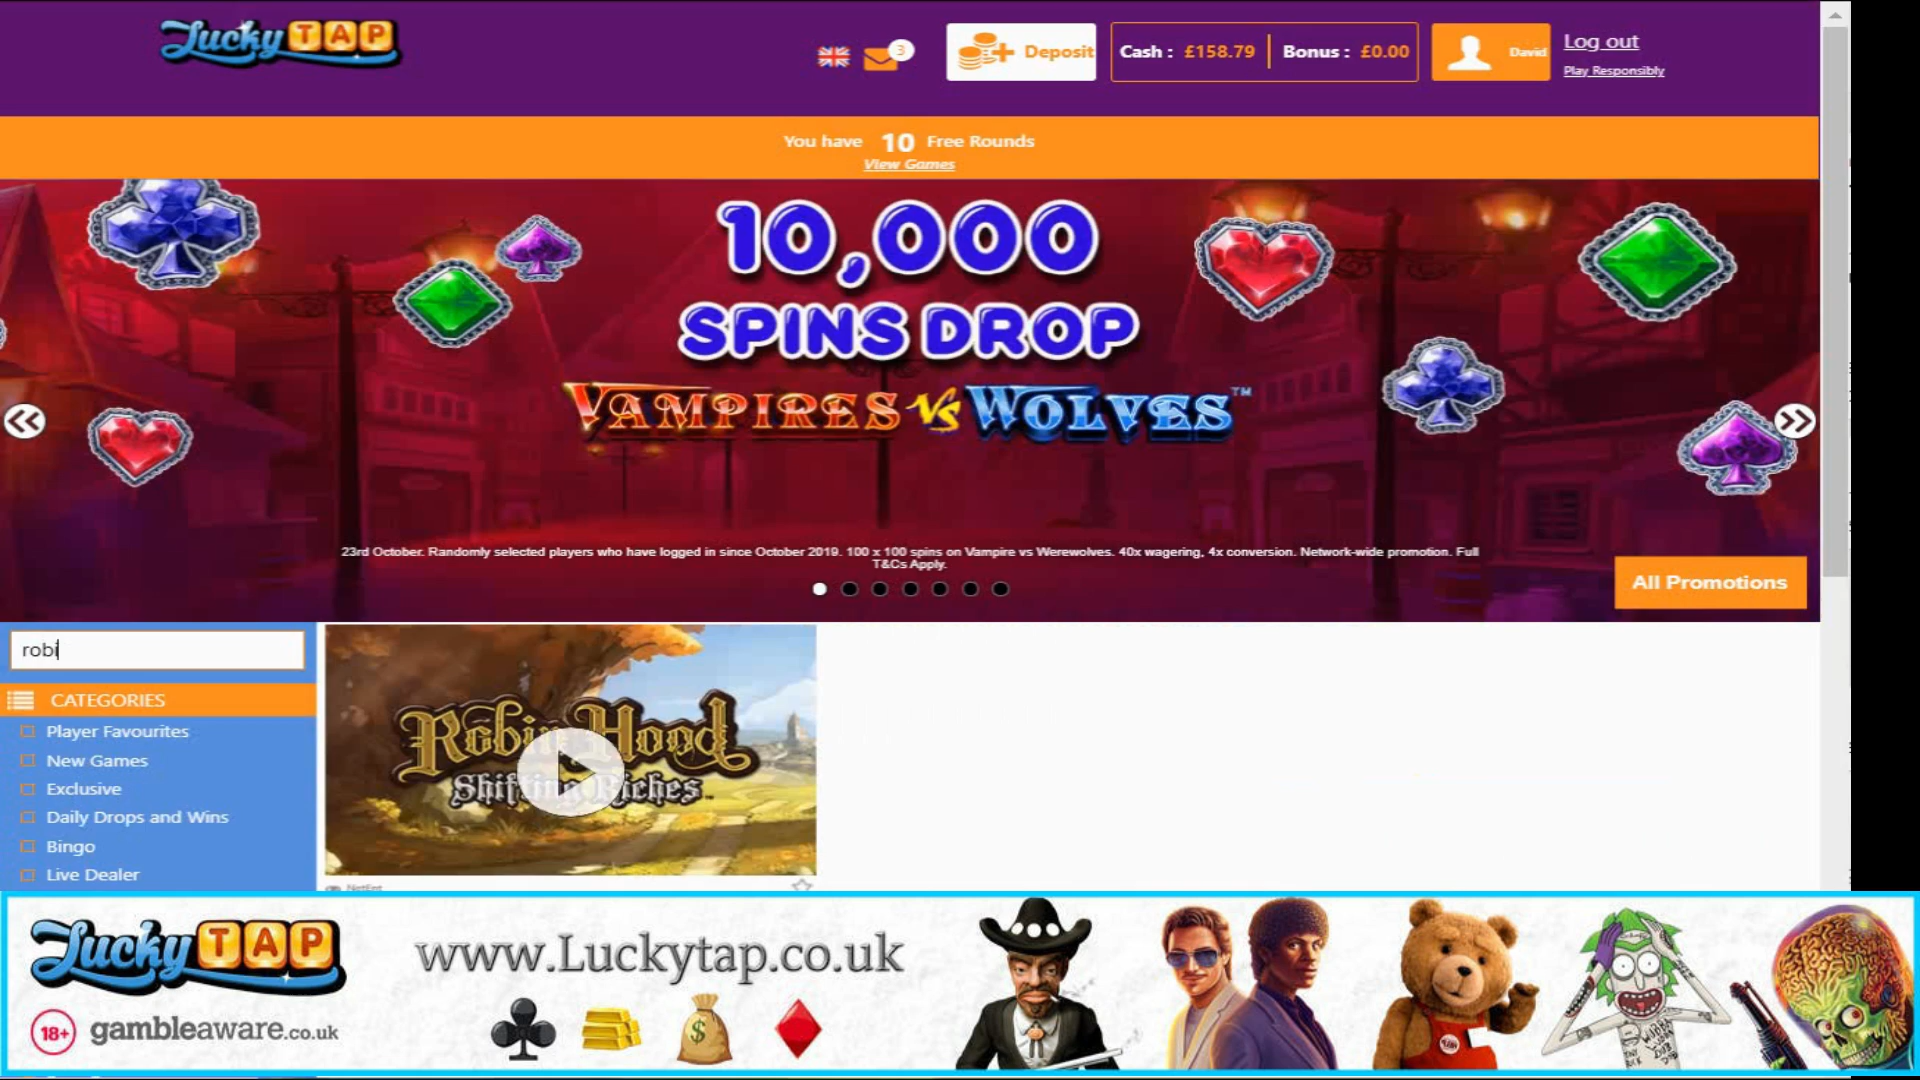 Lucky TAP
3
Deposit
Cash : £158.79 Bonus : £0.00
David
Log out
Play Responsibly
You have 10 Free Rounds
View Games
10,000
SPINS DROP
VAMPIRES VS WOLVES™
23rd October. Randomly selected players who have logged in since October 2019. 100 x 100 spins on Vampire vs Werewolves. 40x wagering, 4x conversion. Network-wide promotion. Full
T&Cs Apply.
All Promotions
robi
CATEGORIES
Player Favourites
New Games
Exclusive
Daily Drops and Wins
Bingo
Live Dealer
Robin Hood
Shifting Riches
NetEnt
Lucky TAP
www.Luckytap.co.uk
18+ gambleaware.co.uk
$